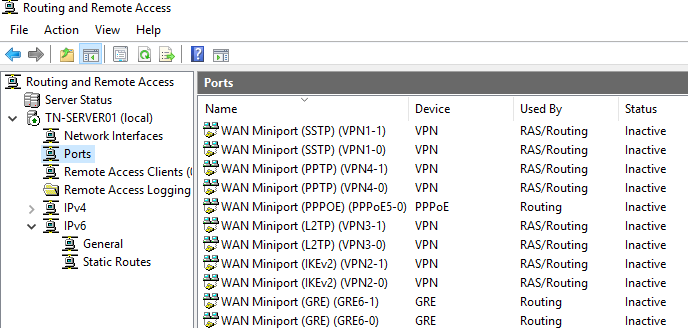 Routing and Remote Access
File Action View Help
Routing and Remote Access
Server Status
TN-SERVER01 (local)
Network Interfaces
Ports
Remote Access Clients (
Remote Access Logging
IPv4
IPv6
General
Static Routes
Ports
Name Device Used By Status
WAN Miniport (SSTP) (VPN1-1) VPN RAS/Routing Inactive
WAN Miniport (SSTP) (VPN1-0) VPN RAS/Routing Inactive
WAN Miniport (PPTP) (VPN4-1) VPN RAS/Routing Inactive
WAN Miniport (PPTP) (VPN4-0) VPN RAS/Routing Inactive
WAN Miniport (PPPOE) (PPPoE5-0) PPPoE Routing Inactive
WAN Miniport (L2TP) (VPN3-1) VPN RAS/Routing Inactive
WAN Miniport (L2TP) (VPN3-0) VPN RAS/Routing Inactive
WAN Miniport (IKEv2) (VPN2-1) VPN RAS/Routing Inactive
WAN Miniport (IKEv2) (VPN2-0) VPN RAS/Routing Inactive
WAN Miniport (GRE) (GRE6-1) GRE Routing Inactive
WAN Miniport (GRE) (GRE6-0) GRE Routing Inactive